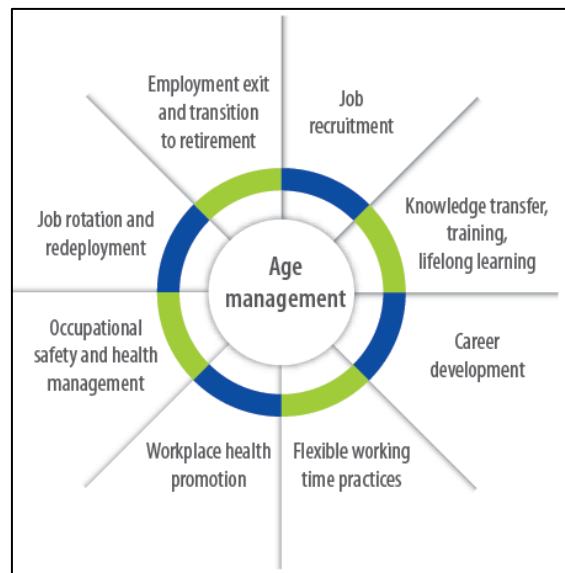 Employment exit
and transition
to retirement
Job
recruitment
Knowledge transfer,
training,
lifelong learning
Career
development
Flexible working
time practices
Workplace health
promotion
Occupational
safety and health
management
Job rotation and
redeployment
Age
management